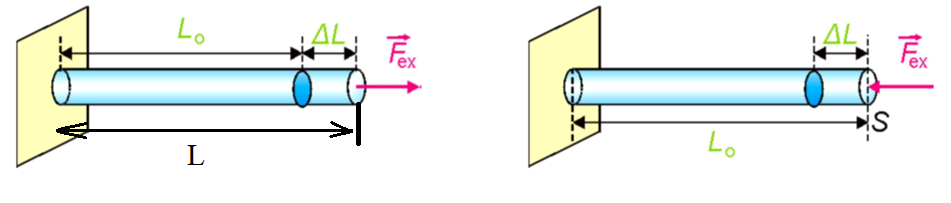 L₀ ΔL F⃗ex
L
ΔL F⃗ex
S
L₀